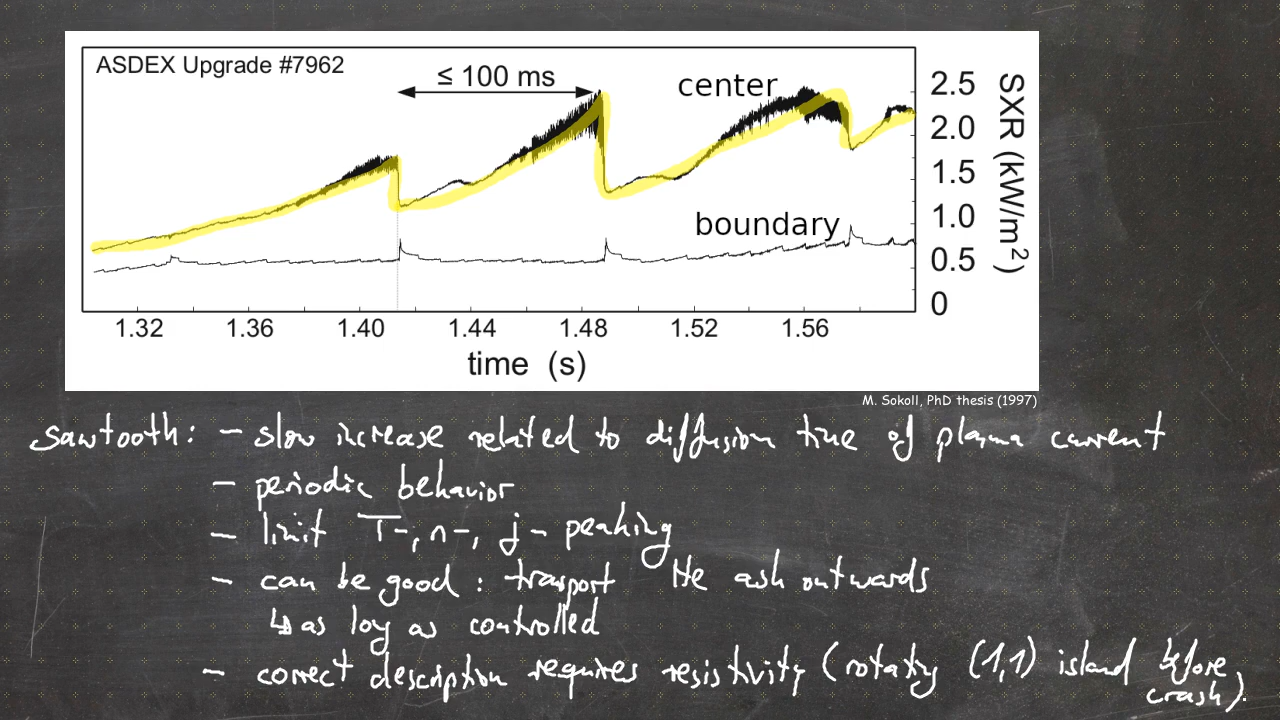 ASDEX Upgrade #7962
≤ 100 ms
center
boundary
2.5
2.0
1.5
1.0
0.5
0
SXR (kW/m²)
1.32 1.36 1.40 1.44 1.48 1.52 1.56
time (s)
M. Sokoll, PhD thesis (1997)
sawtooth: - slow increase related to diffusion time of plasma current
- periodic behavior
- limit T-, n-, j- peaking
- can be good : transport He ash outwards
↳ as long as controlled
- correct description requires resistivity (rotating (1,1) island before
crash).